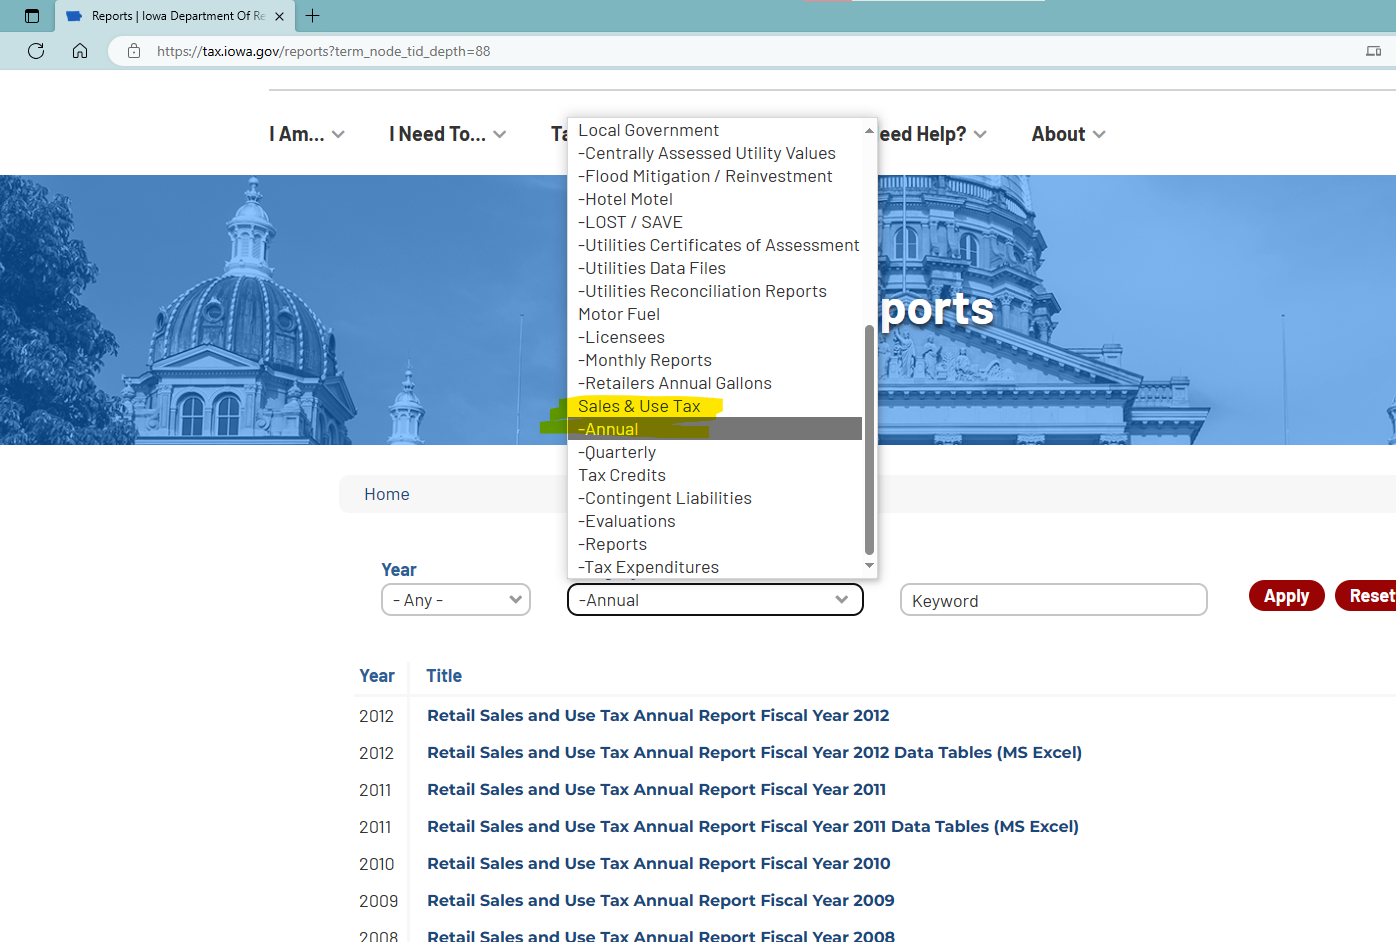 Reports | Iowa Department Of Re
https://tax.iowa.gov/reports?term_node_tid_depth=88
I Am...
I Need To...
Ta
eed Help?
About
Local Government
-Centrally Assessed Utility Values
-Flood Mitigation / Reinvestment
-Hotel Motel
-LOST / SAVE
-Utilities Certificates of Assessment
-Utilities Data Files
-Utilities Reconciliation Reports
Motor Fuel
-Licensees
-Monthly Reports
-Retailers Annual Gallons
Sales & Use Tax
-Annual
-Quarterly
Tax Credits
-Contingent Liabilities
-Evaluations
-Reports
-Tax Expenditures
ports
Home
Year
- Any -
-Annual
Keyword
Apply
Reset
Year Title
2012 Retail Sales and Use Tax Annual Report Fiscal Year 2012
2012 Retail Sales and Use Tax Annual Report Fiscal Year 2012 Data Tables (MS Excel)
2011 Retail Sales and Use Tax Annual Report Fiscal Year 2011
2011 Retail Sales and Use Tax Annual Report Fiscal Year 2011 Data Tables (MS Excel)
2010 Retail Sales and Use Tax Annual Report Fiscal Year 2010
2009 Retail Sales and Use Tax Annual Report Fiscal Year 2009
2008 Retail Sales and Use Tax Annual Report Fiscal Year 2008